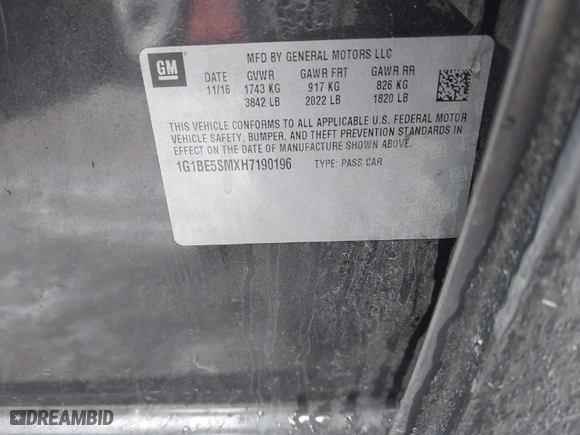 GM
MFD BY GENERAL MOTORS LLC
DATE GVWR GAWR FRT GAWR RR
11/16 1743 KG 917 KG 826 KG
3842 LB 2022 LB 1820 LB
THIS VEHICLE CONFORMS TO ALL APPLICABLE U.S. FEDERAL MOTOR
VEHICLE SAFETY, BUMPER, AND THEFT PREVENTION STANDARDS IN
EFFECT ON THE DATE OF MANUFACTURE SHOWN ABOVE.
1G1BE5SMXH7190196 TYPE: PASS CAR
DREAMBID